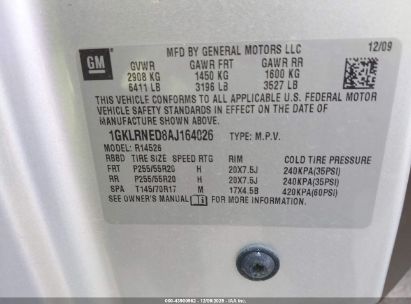 GM
MFD BY GENERAL MOTORS LLC 12/09
GVWR GAWR FRT GAWR RR
2908 KG 1450 KG 1600 KG
6411 LB 3196 LB 3527 LB
THIS VEHICLE CONFORMS TO ALL APPLICABLE U.S. FEDERAL MOTOR
VEHICLE SAFETY STANDARDS IN EFFECT ON THE DATE OF
MANUFACTURE SHOWN ABOVE.
1GKLRNED8AJ164026 TYPE: M.P.V.
MODEL: R14526
RBBD TIRE SIZE SPEED RTG RIM COLD TIRE PRESSURE
FRT P255/55R20 H 20X7.5J 240KPA(35PSI)
RR P255/55R20 H 20X7.5J 240KPA(35PSI)
SPA T145/70R17 M 17X4.5B 420KPA(60PSI)
SEE OWNER'S MANUAL FOR MORE INFORMATION